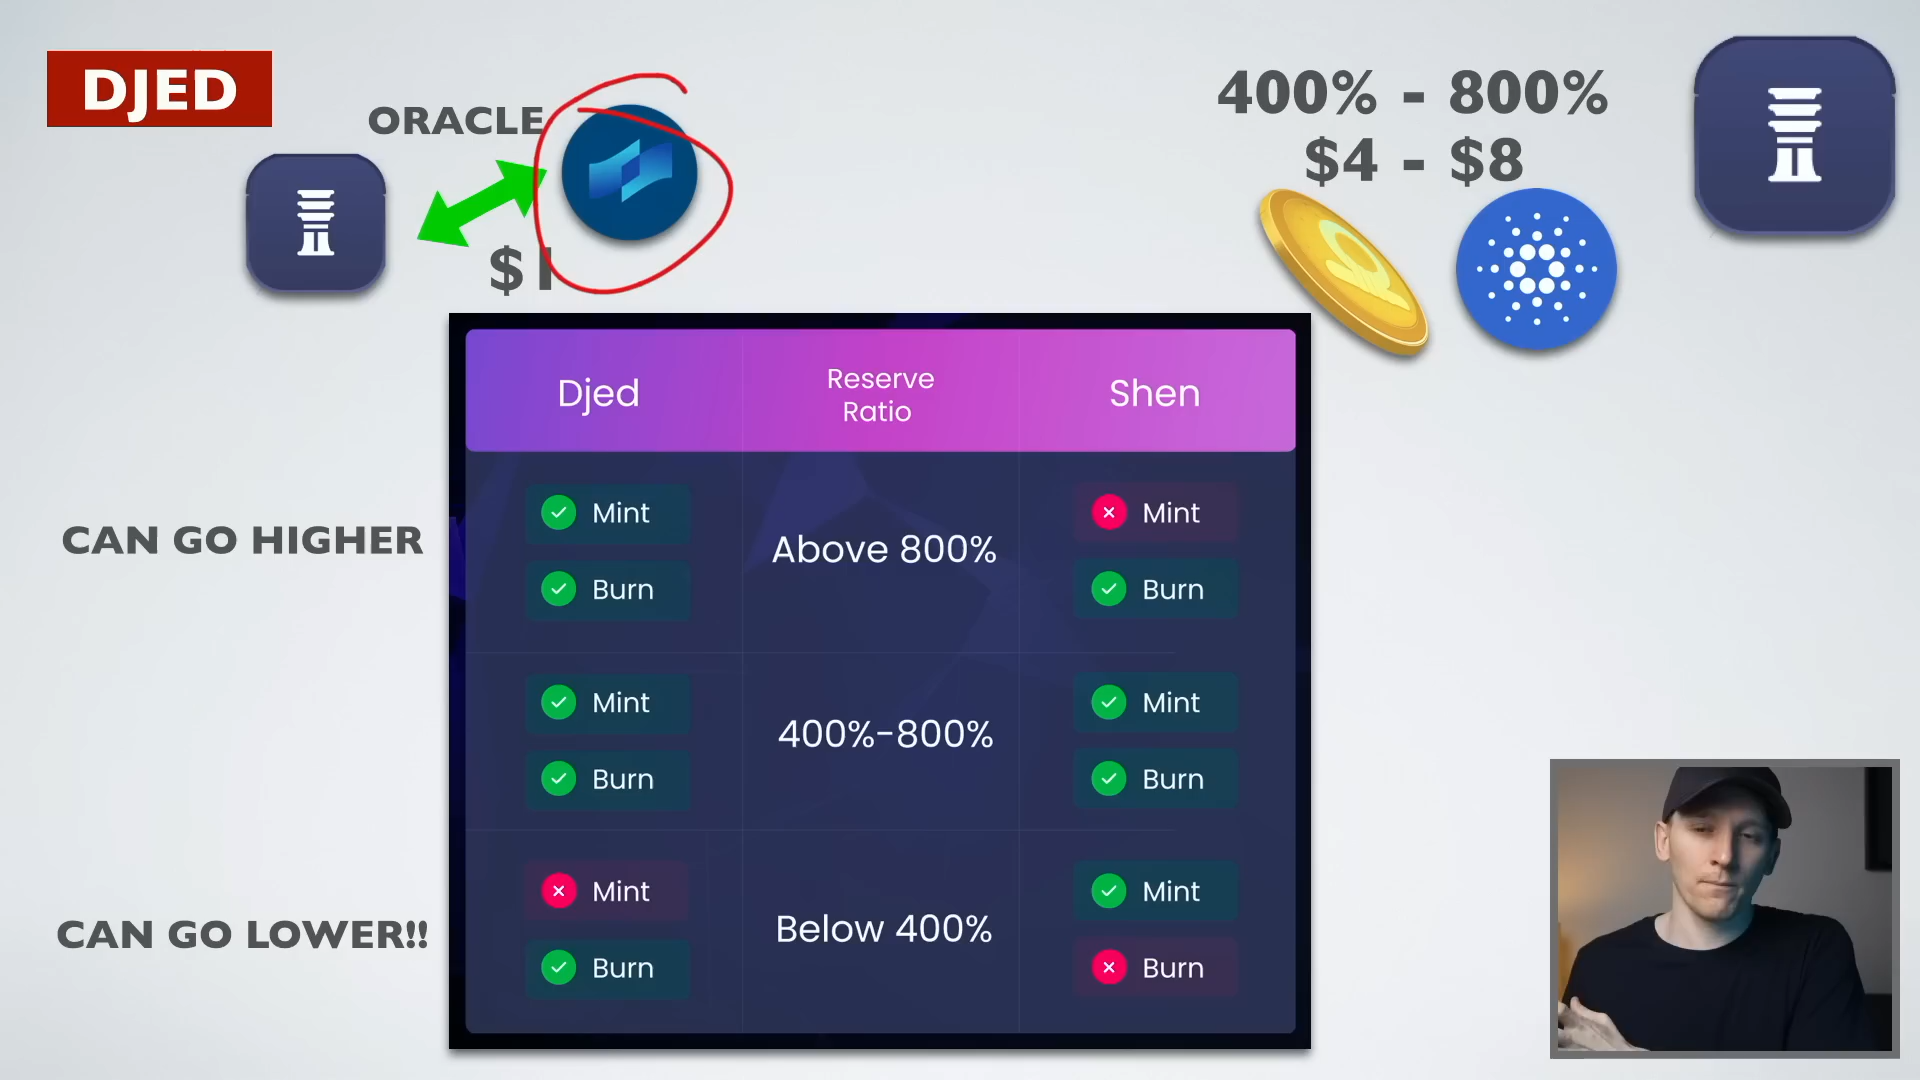 DJED
ORACLE
$1
400% - 800%
$4 - $8
Djed
Reserve
Ratio
Shen
CAN GO HIGHER
Mint
Burn
Above 800%
Mint
Burn
Mint
Burn
400%-800%
Mint
Burn
CAN GO LOWER!!
Mint
Burn
Below 400%
Mint
Burn